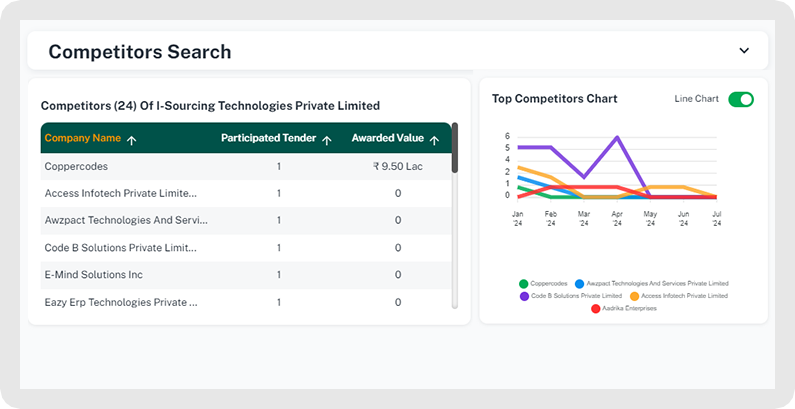 Competitors Search
Competitors (24) Of I-Sourcing Technologies Private Limited
Company Name Participated Tender Awarded Value
Coppercodes 1 ₹ 9.50 Lac
Access Infotech Private Limite... 1 0
Awzpact Technologies And Servi... 1 0
Code B Solutions Private Limit... 1 0
E-Mind Solutions Inc 1 0
Eazy Erp Technologies Private ... 1 0
Top Competitors Chart Line Chart
6
5
4
2
1
0
Jan '24 Feb '24 Mar '24 Apr '24 May '24 Jun '24 Jul '24
Coppercodes Awzpact Technologies And Services Private Limited
Code B Solutions Private Limited Access Infotech Private Limited
Aadrika Enterprises